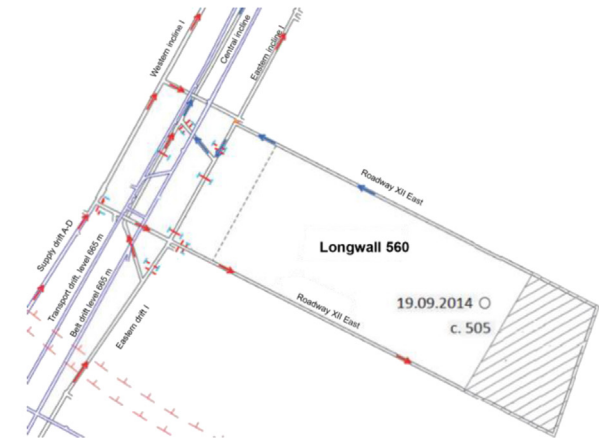 Western incline I
Central incline
Eastern incline I
Roadway XII East
Longwall 560
19.09.2014
c. 505
Roadway XII East
Supply drift A-D
Transport drift, level 665 m
Belt drift level 665 m
Eastern drift I